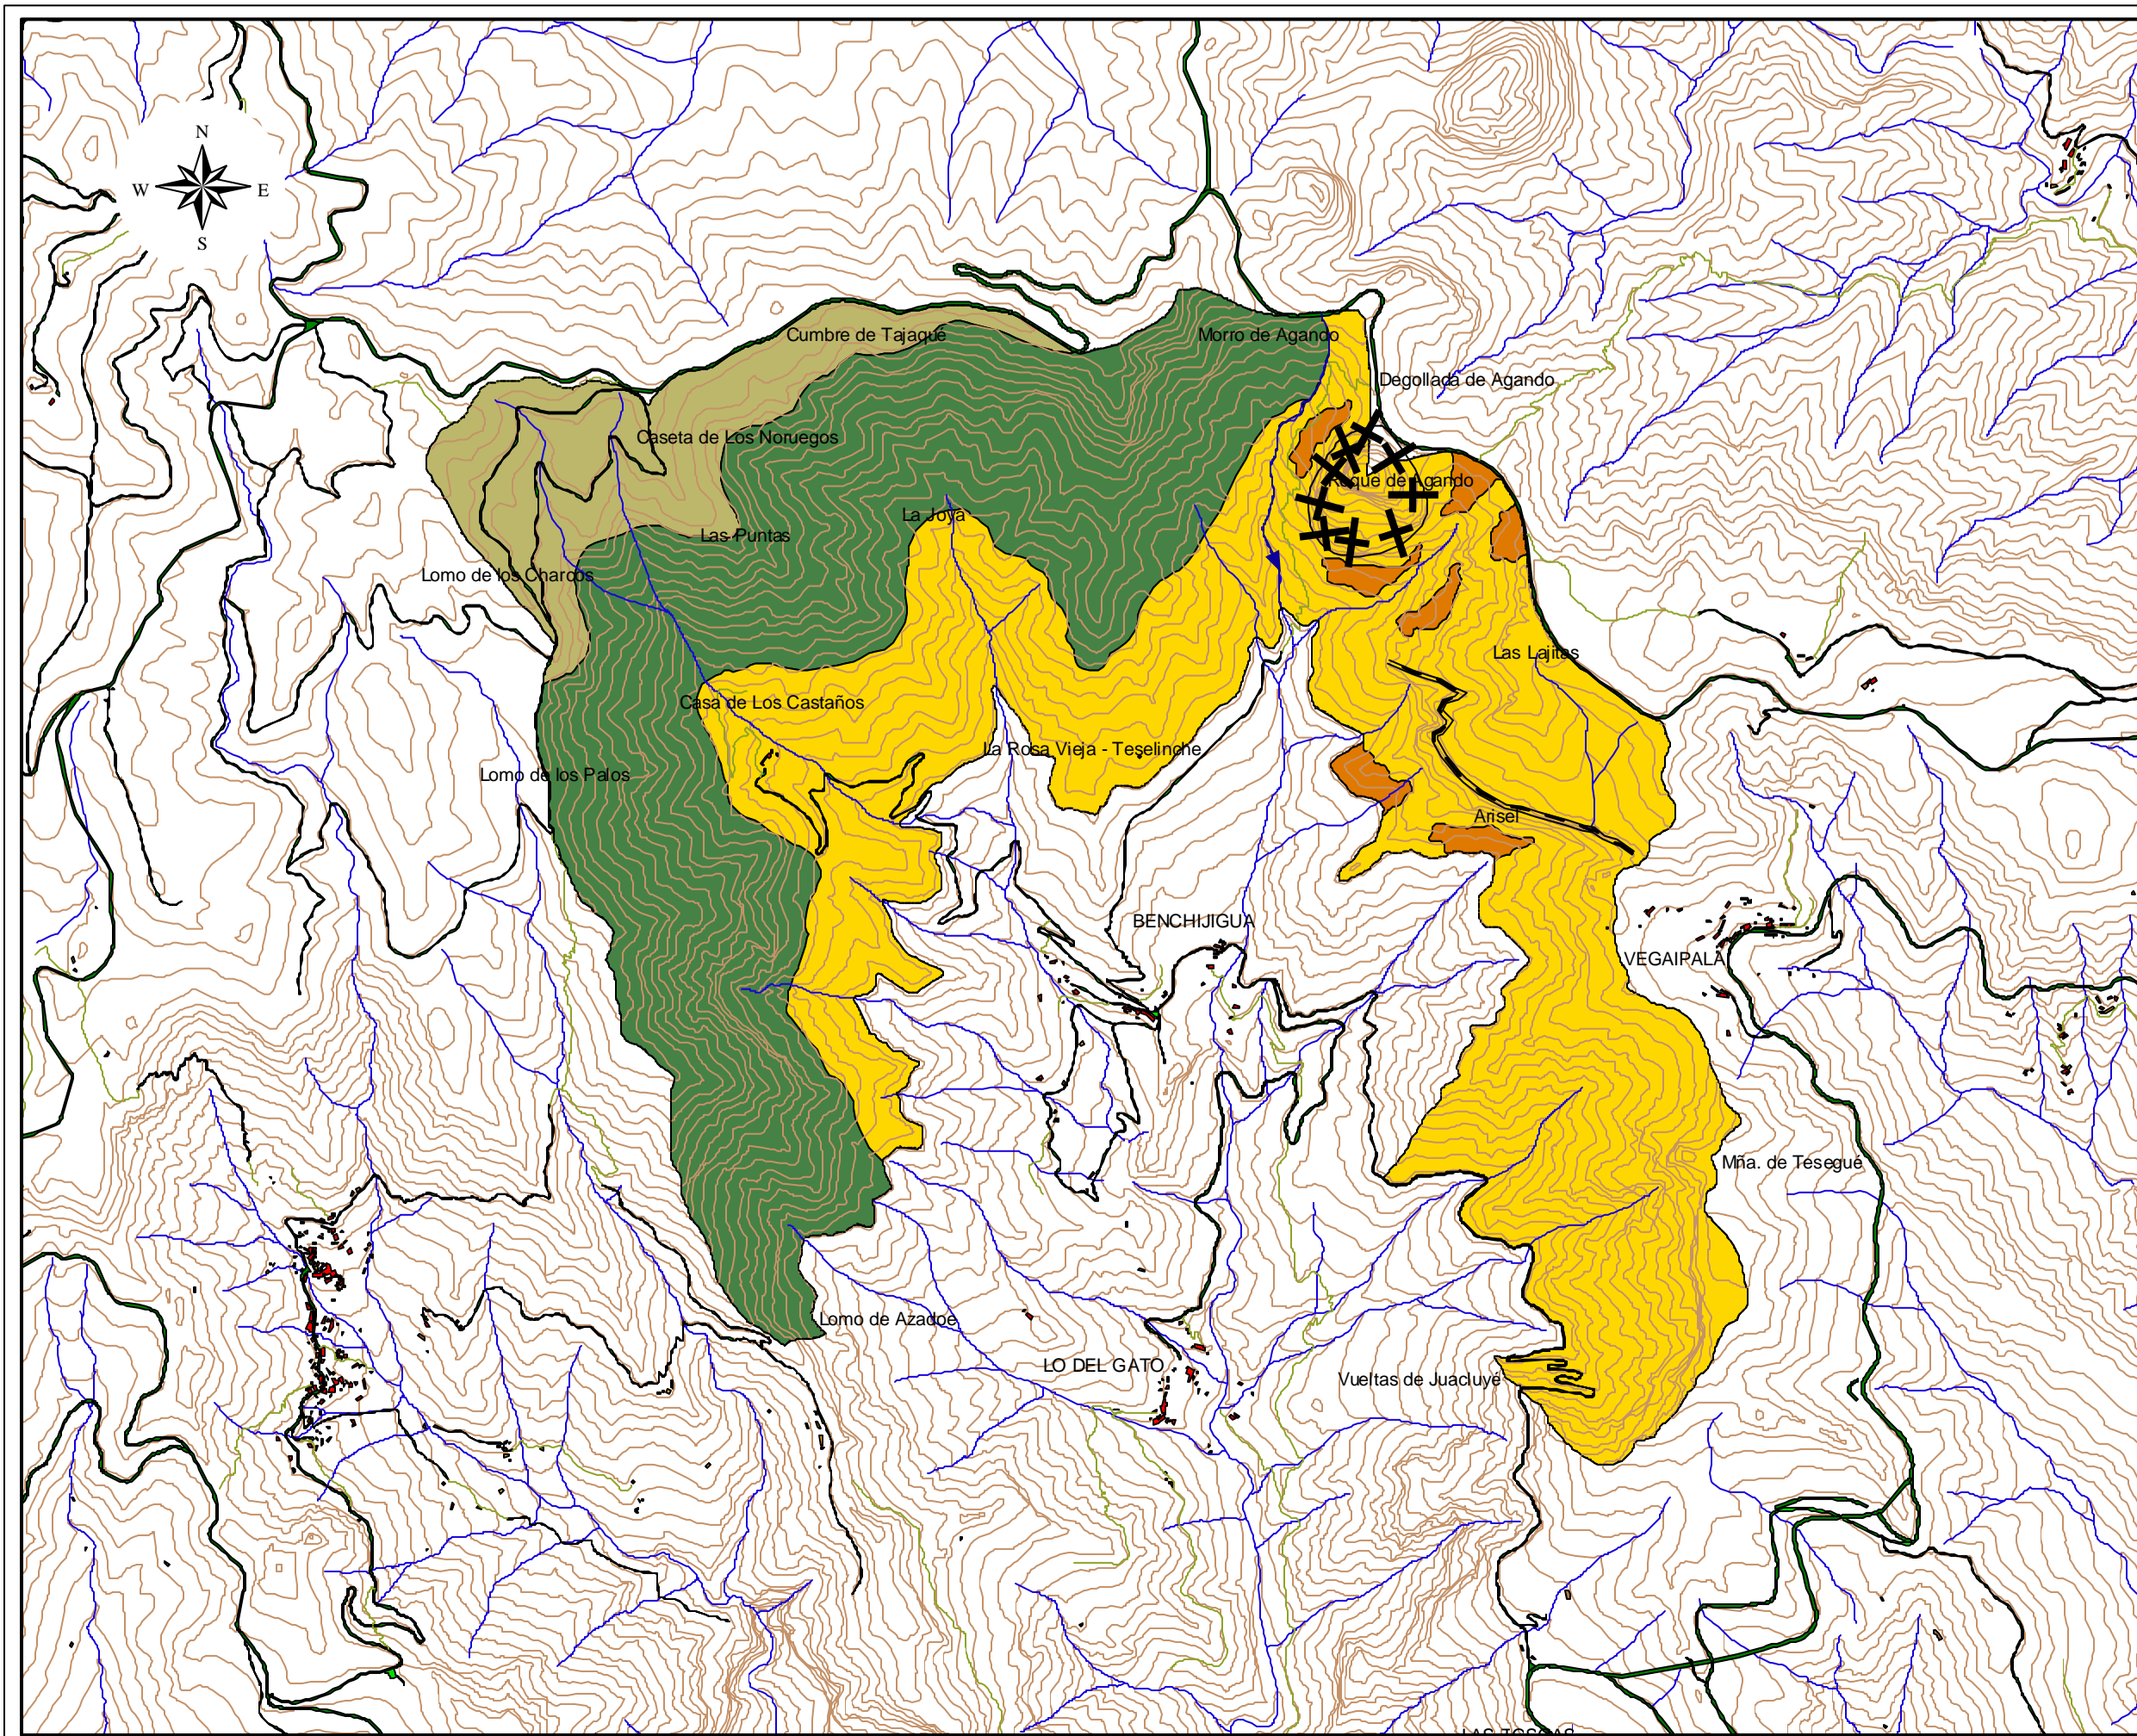 N
W E
S
Cumbre de Tajaqué
Morro de Agando
Degollada de Agando
Caseta de Los Noruegos
Roque de Agando
La Joya
Las Puntas
Lomo de los Charcos
Las Lajitas
Casa de Los Castaños
La Rosa Vieja - Teselinche
Lomo de los Palos
Arisel
BENCHIJIGUA
VEGAIPALA
Mña. de Tesegué
Lomo de Azadoe
LO DEL GATO
Vueltas de Juacluyé
LAS TOSCAS